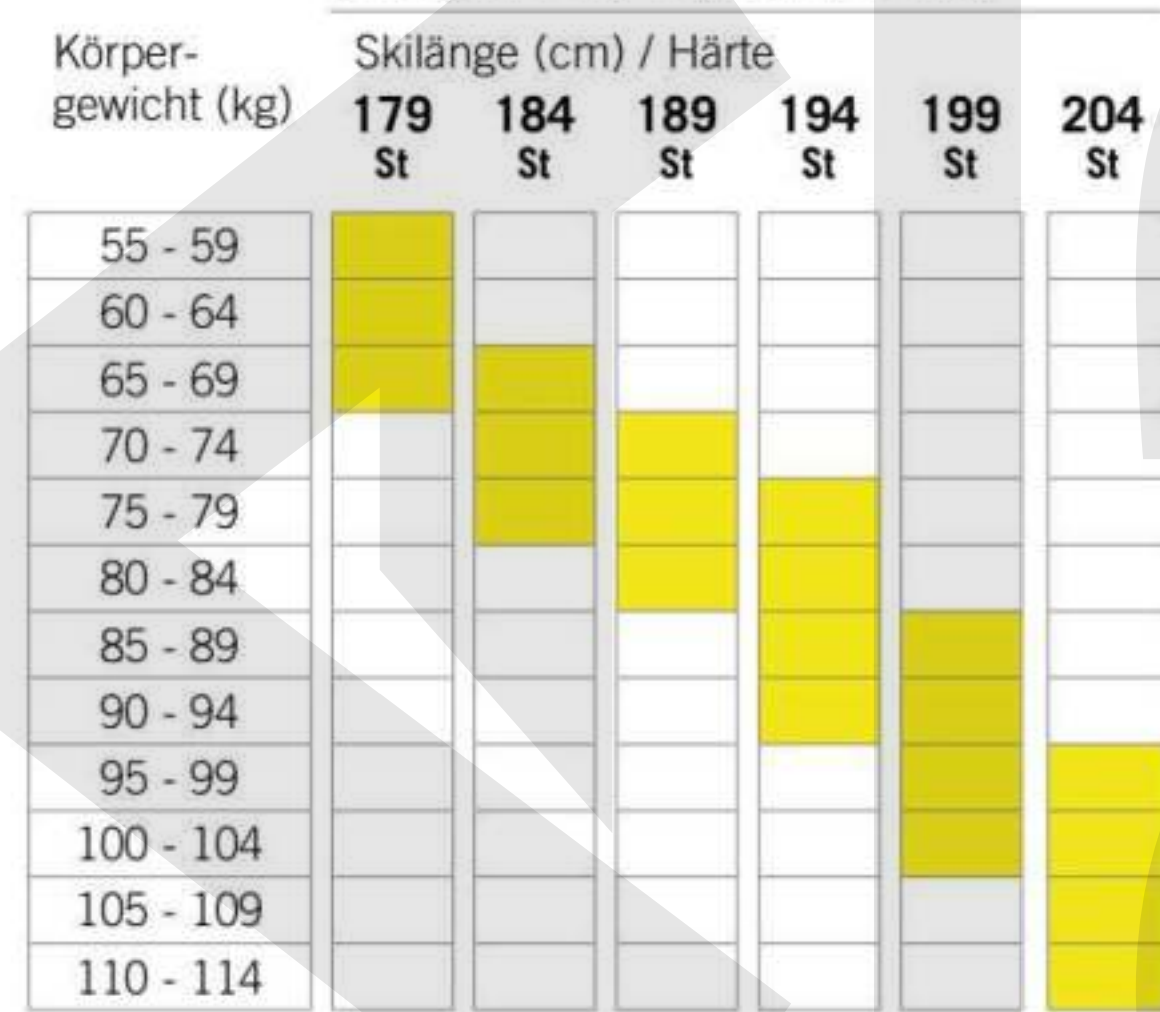 Körper-
gewicht (kg)
Skilänge (cm) / Härte
179 184 189 194 199 204
St St St St St St
55 - 59
60 - 64
65 - 69
70 - 74
75 - 79
80 - 84
85 - 89
90 - 94
95 - 99
100 - 104
105 - 109
110 - 114